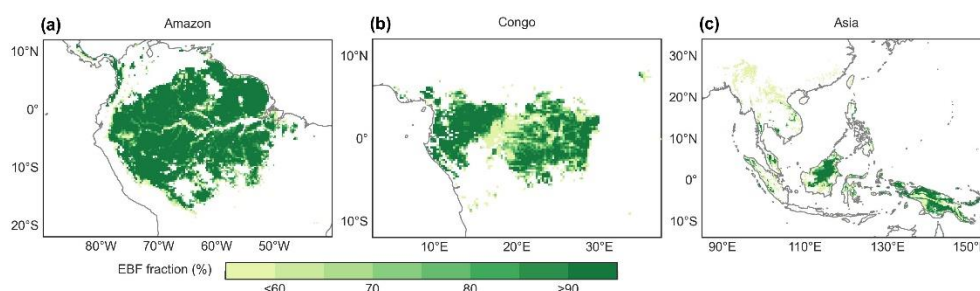 (a) Amazon
(b) Congo
(c) Asia
10°N
0°
10°S
20°S
80°W 70°W 60°W 50°W
10°N
0°
10°S
10°E 20°E 30°E
30°N
20°N
10°N
0°
10°S
90°E 110°E 130°E 150°E
EBF fraction (%)
<60 70 80 >90